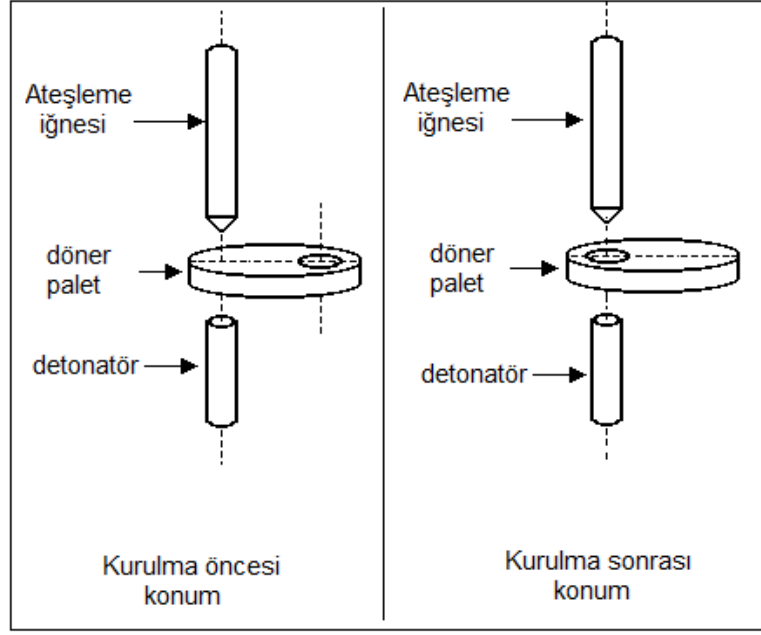 Ateşleme
iğnesi
döner
palet
detonatör
Kurulma öncesi
konum
Ateşleme
iğnesi
döner
palet
detonatör
Kurulma sonrası
konum